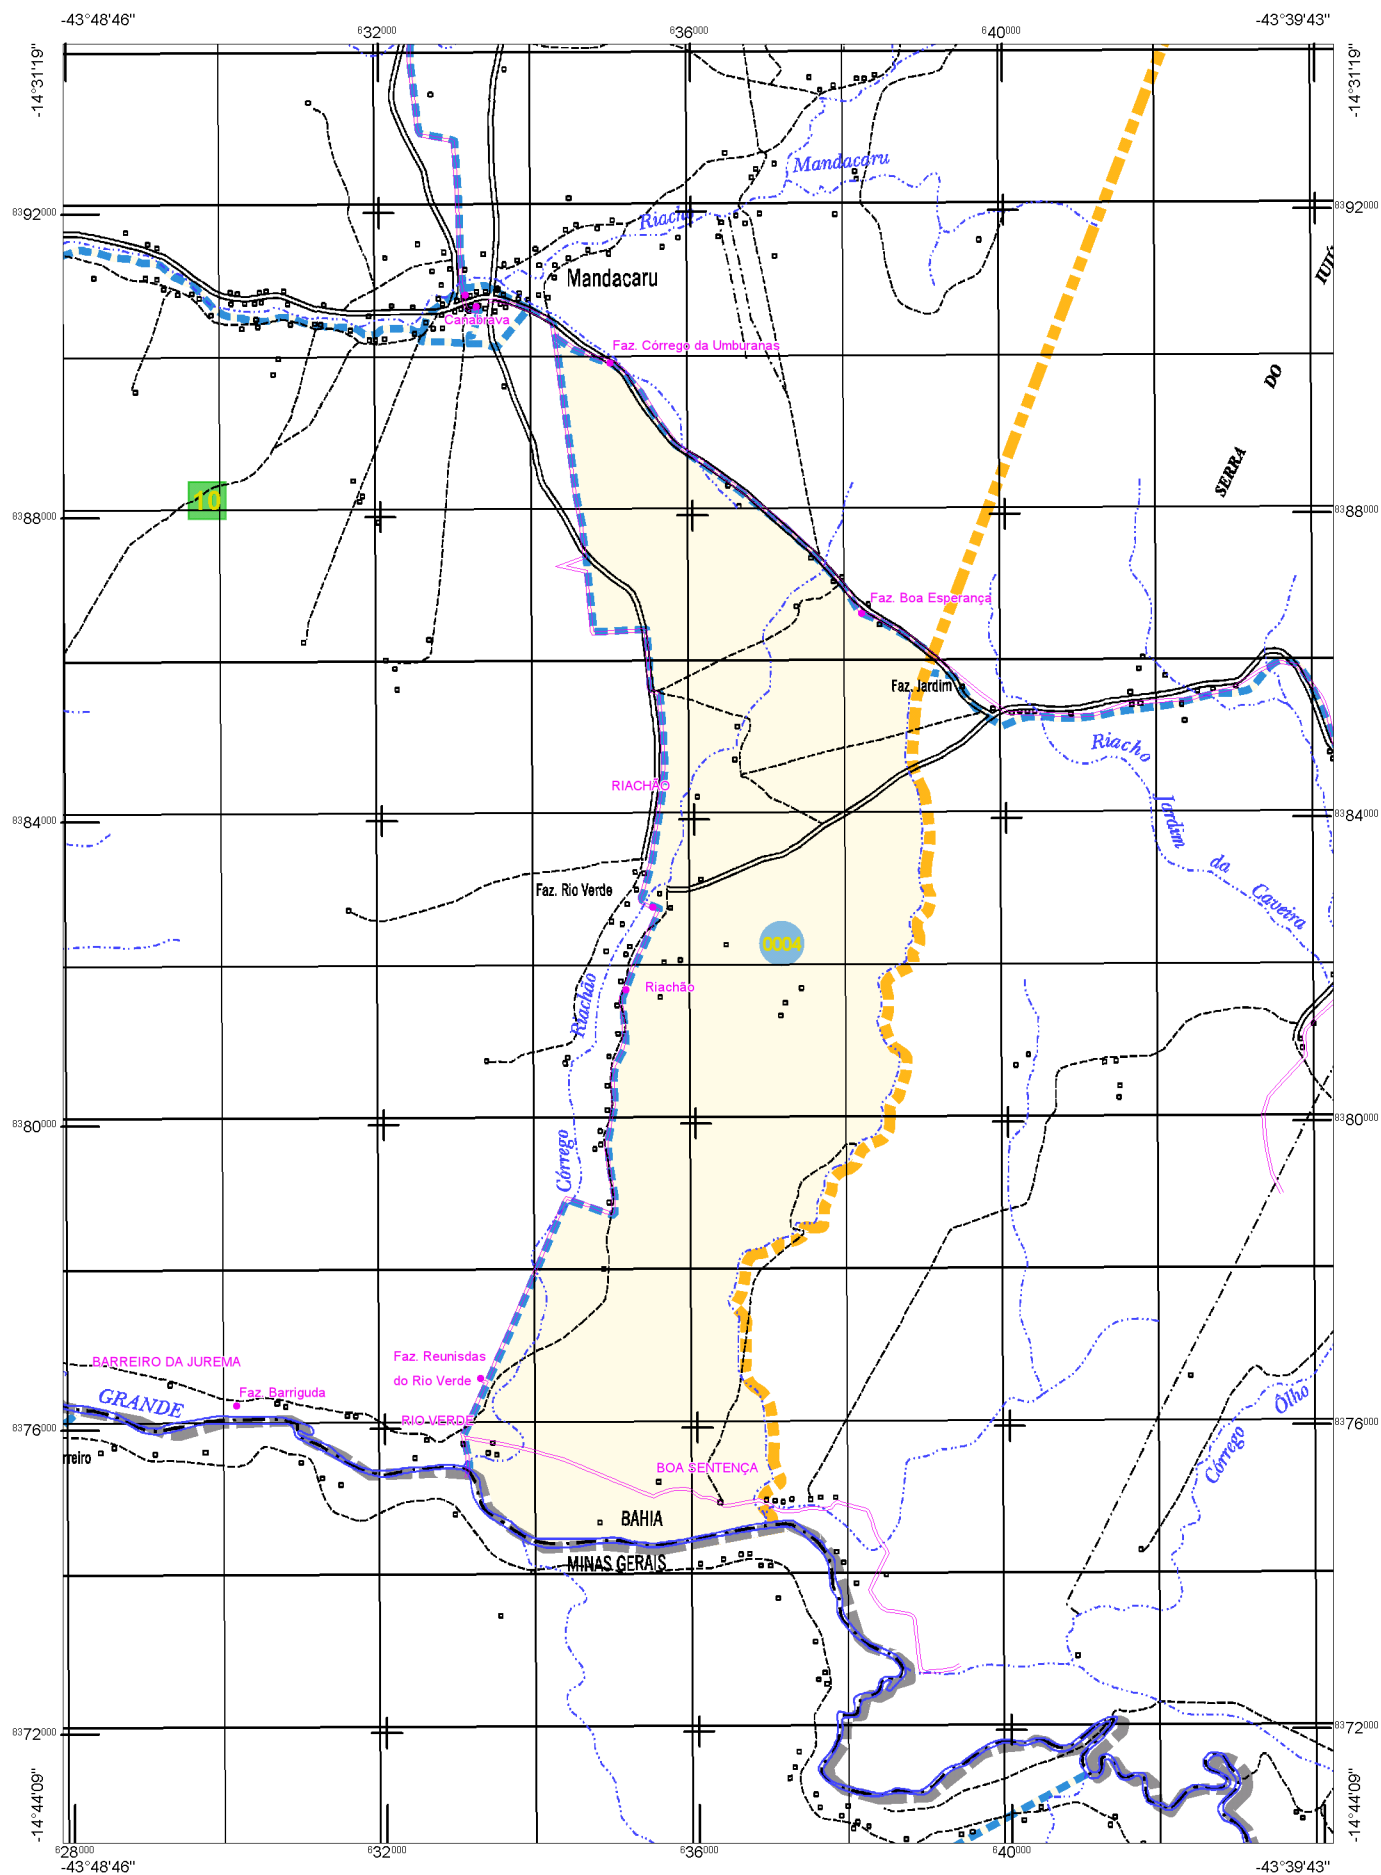 -43°48'46"
-43°39'43"
632000
636000
640000
-14°31'19"
-14°31'19"
Mandacaru
8392000
8392000
Riacho
IUIÚ
Mandacaru
Canabrava
Faz. Córrego da Umburanas
DO
SERRA
10
8388000
8388000
Faz. Boa Esperança
Faz. Jardim
Riacho
RIACHÃO
Jardim
8384000
8384000
da
Faz. Rio Verde
Caveira
0004
Riachão
Riachão
8380000
8380000
Córrego
Faz. Reunisdas
BARREIRO DA JUREMA
do Rio Verde
Faz. Barriguda
Ôlho
GRANDE
RIO VERDE
8376000
8376000
Córrego
rreiro
BOA SENTENÇA
BAHIA
MINAS GERAIS
8372000
8372000
-14°44'09"
-14°44'09"
628000
632000
636000
640000
-43°48'46"
-43°39'43"